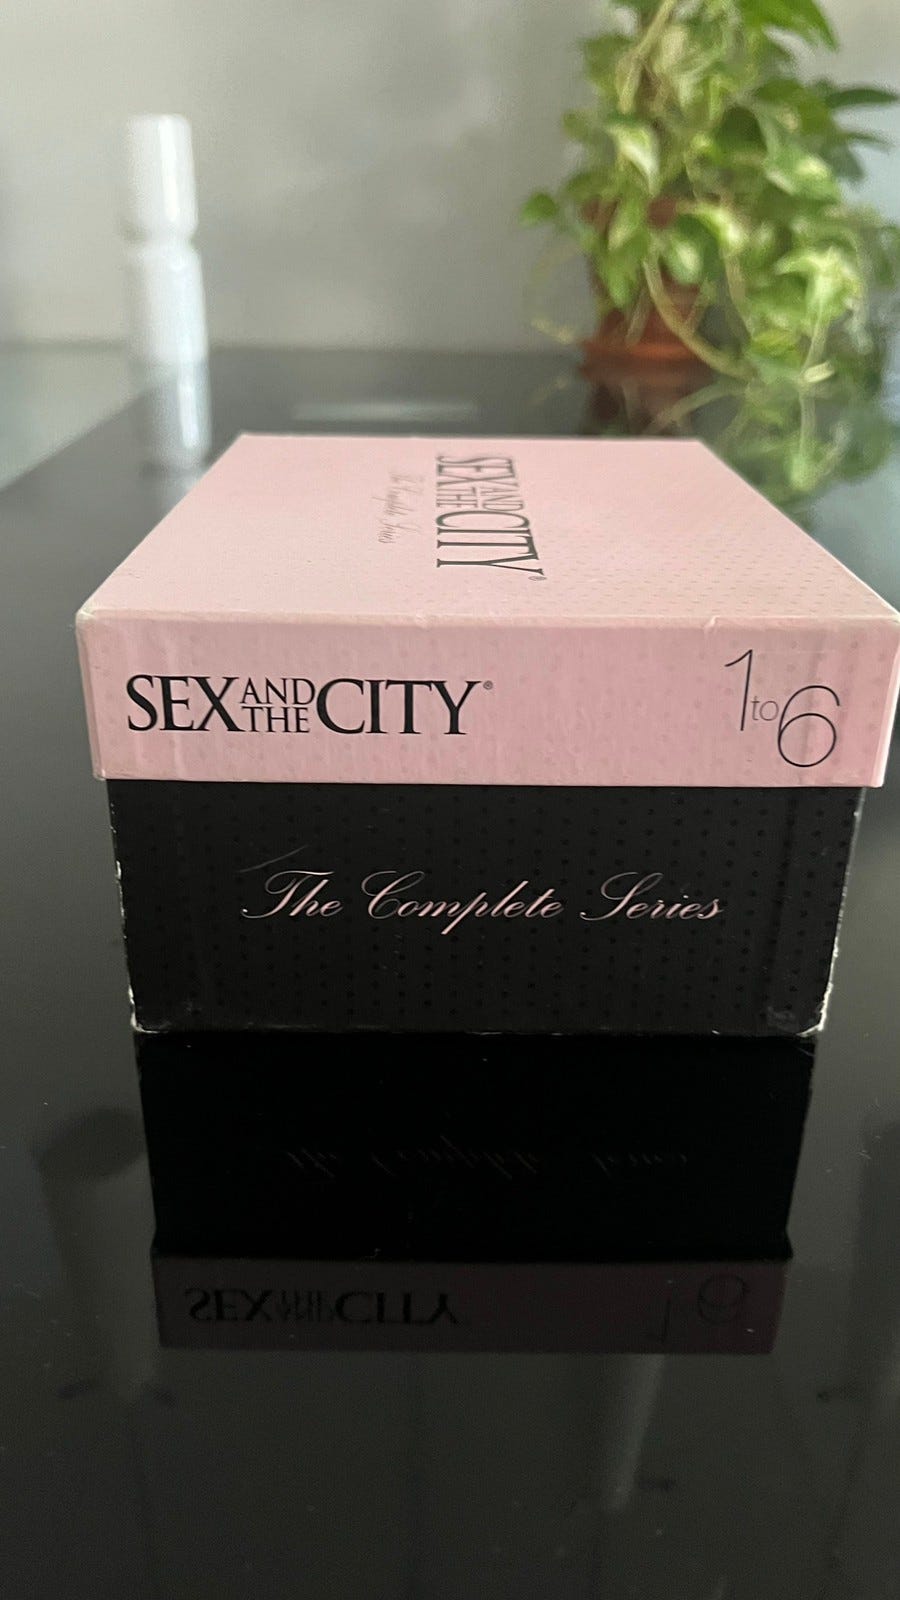 SEX AND THE CITY®
The Complete Series
SEX AND THE CITY®
1 to 6
The Complete Series